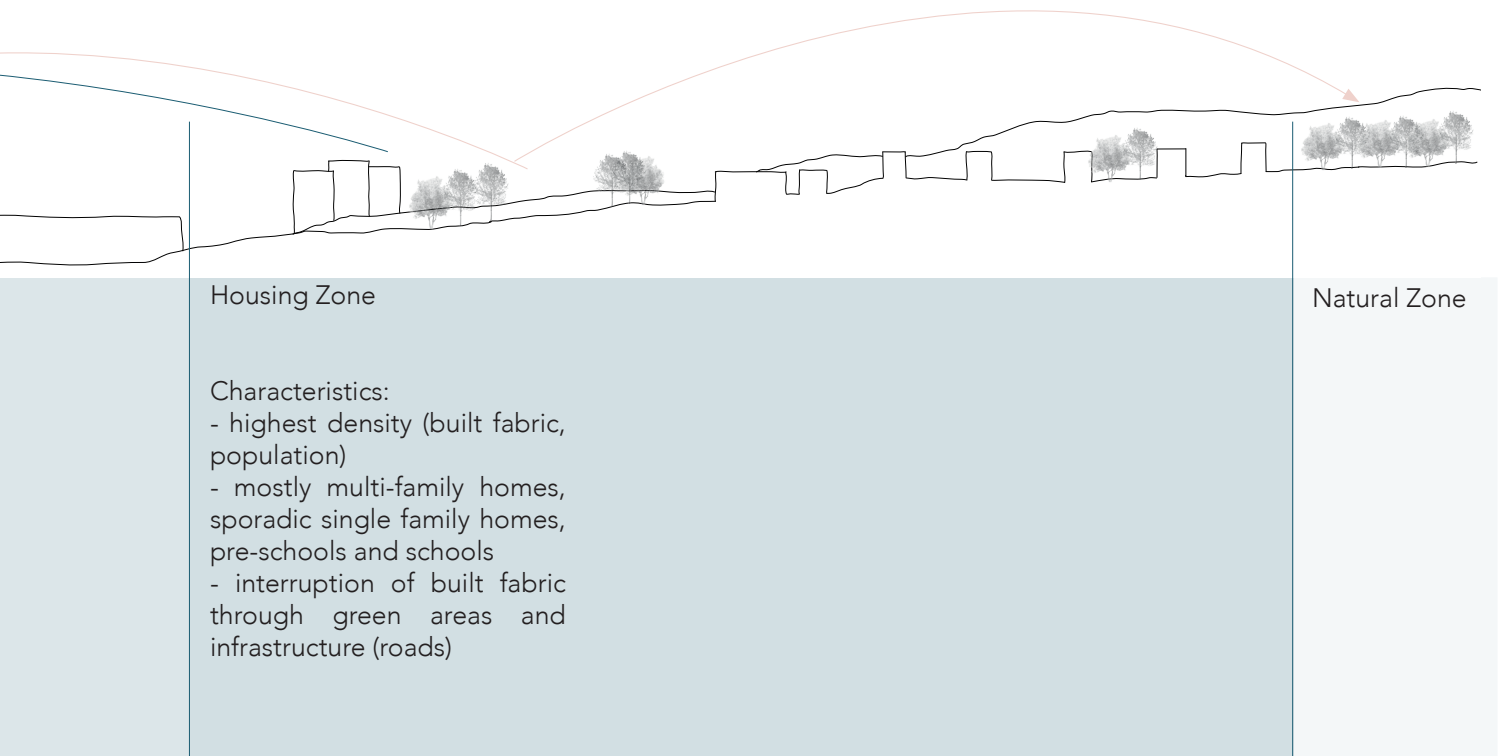 Housing Zone
Natural Zone
Characteristics:
- highest density (built fabric,
population)
- mostly multi-family homes,
sporadic single family homes,
pre-schools and schools
- interruption of built fabric
through green areas and
infrastructure (roads)